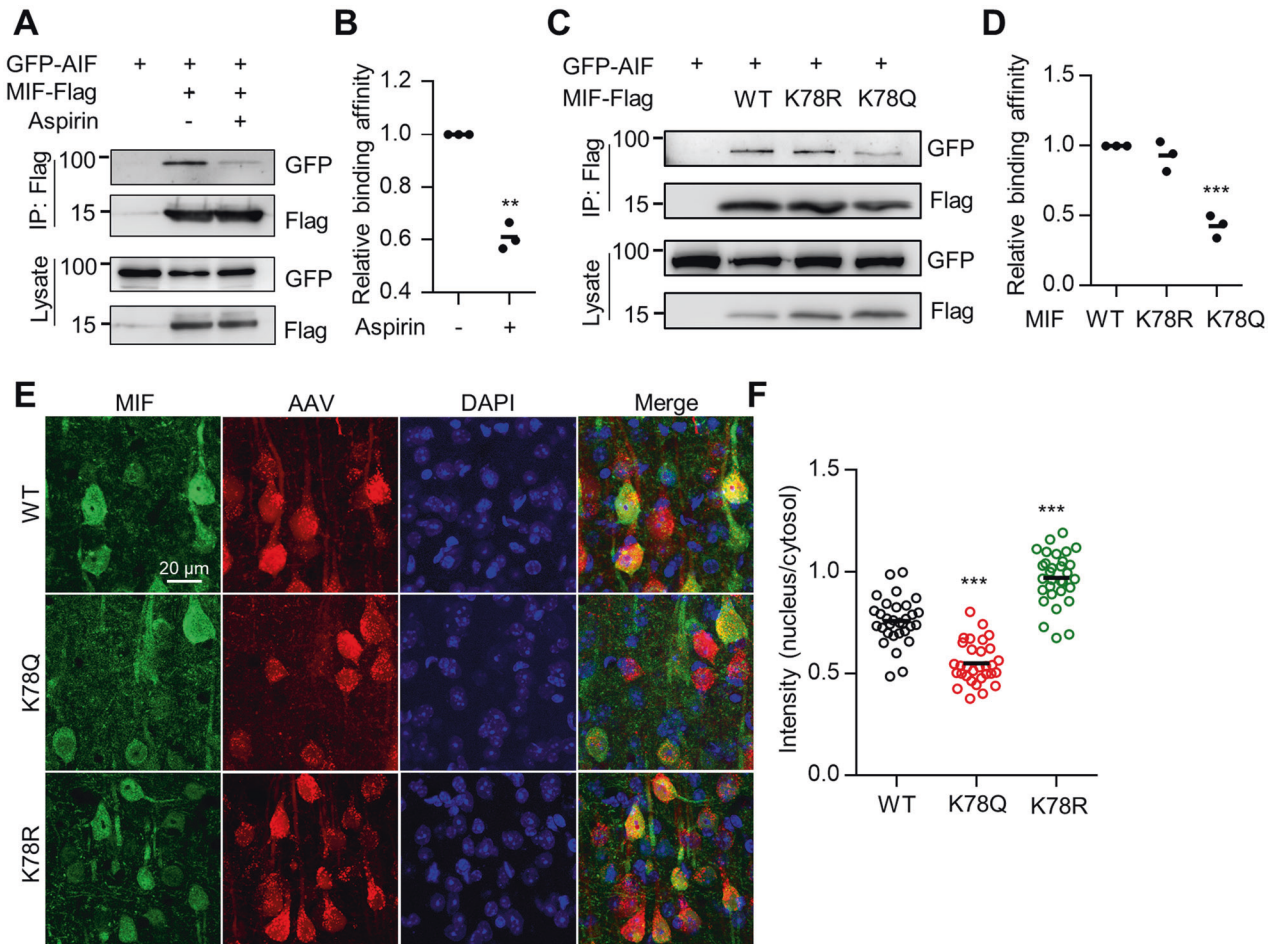 A
GFP-AIF + + +
MIF-Flag + +
Aspirin - +
IP: Flag
100 GFP
15 Flag
Lysate
100 GFP
15 Flag
B
Relative binding affinity
1.2
1.0
0.8
0.6
0.4
**
Aspirin - +
C
GFP-AIF + + + +
MIF-Flag WT K78R K78Q
IP: Flag
100 GFP
15 Flag
Lysate
100 GFP
15 Flag
D
Relative binding affinity
1.5
1.0
0.5
0.0
***
MIF WT K78R K78Q
E
MIF AAV DAPI Merge
WT
20 µm
K78Q
K78R
F
Intensity (nucleus/cytosol)
1.5
1.0
0.5
0.0
***
***
WT K78Q K78R